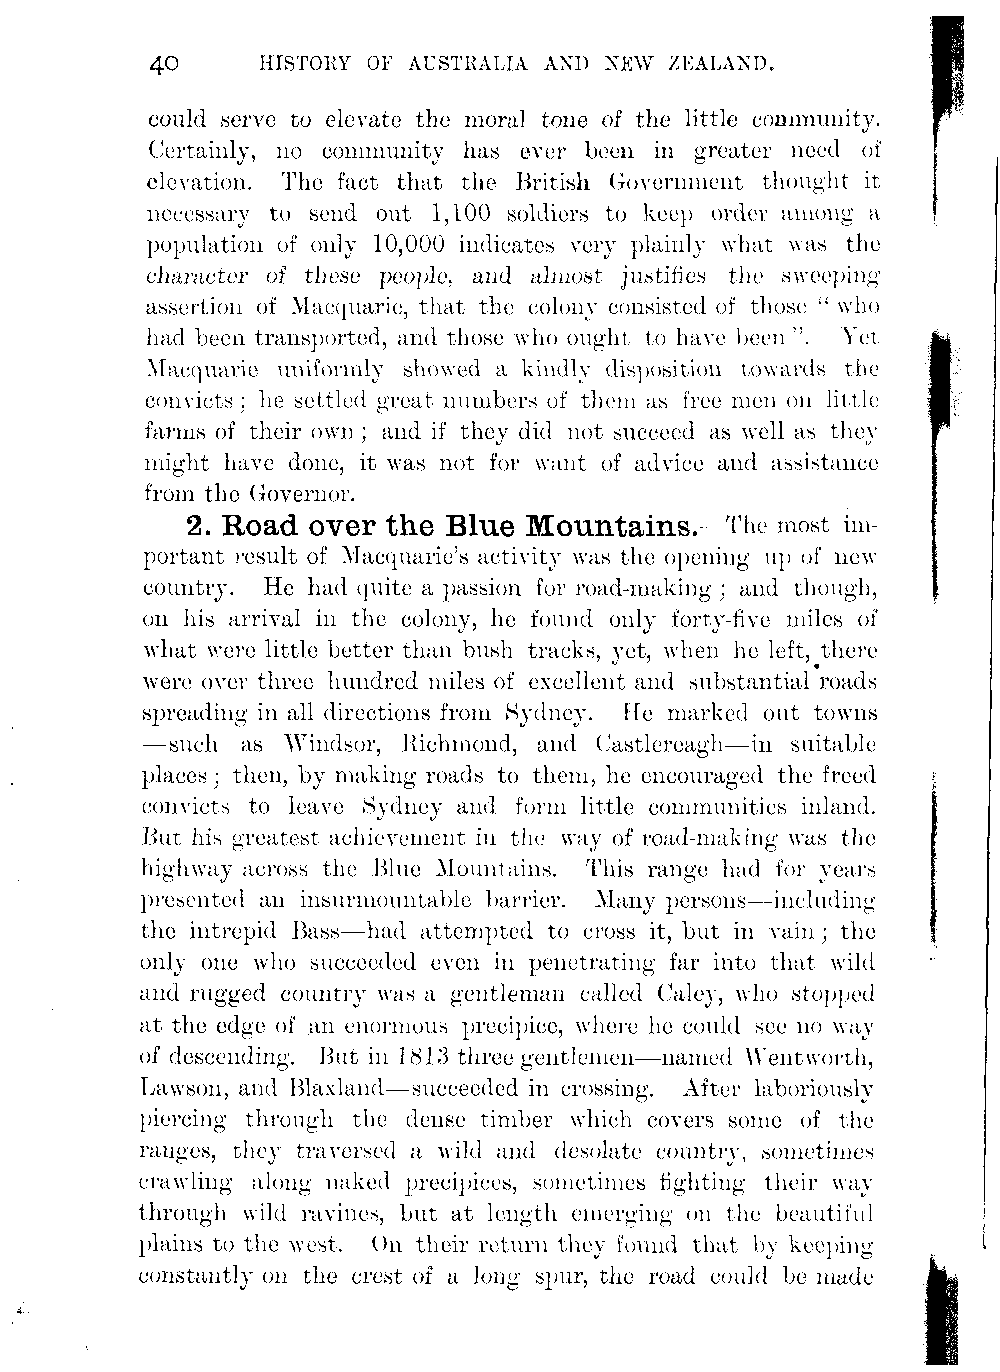 40 HISTORY OF AUSTRALIA AND NEW ZEALAND.
could serve to elevate the moral tone of the little community.
Certainly, no community has ever been in greater need of
elevation. The fact that the British Government thought it
necessary to send out 1,100 soldiers to keep order among a
population of only 10,000 indicates very plainly what was the
character of these people, and almost justifies the sweeping
assertion of Macquarie, that the colony consisted of those “ who
had been transported, and those who ought to have been ”. Yet
Macquarie uniformly showed a kindly disposition towards the
convicts ; he settled great numbers of them as free men on little
farms of their own ; and if they did not succeed as well as they
might have done, it was not for want of advice and assistance
from the Governor.
2. Road over the Blue Mountains.- The most im-
portant result of Macquarie's activity was the opening up of new
country. He had quite a passion for road-making ; and though,
on his arrival in the colony, he found only forty-five miles of
what were little better than bush tracks, yet, when he left, there
were over three hundred miles of excellent and substantial roads
spreading in all directions from Sydney. He marked out towns
—such as Windsor, Richmond, and Castlereagh—in suitable
places ; then, by making roads to them, he encouraged the freed
convicts to leave Sydney and form little communities inland.
But his greatest achievement in the way of road-making was the
highway across the Blue Mountains. This range had for years
presented an insurmountable barrier. Many persons—including
the intrepid Bass—had attempted to cross it, but in vain ; the
only one who succeeded even in penetrating far into that wild
and rugged country was a gentleman called Caley, who stopped
at the edge of an enormous precipice, where he could see no way
of descending. But in 1813 three gentlemen—named Wentworth,
Lawson, and Blaxland—succeeded in crossing. After laboriously
piercing through the dense timber which covers some of the
ranges, they traversed a wild and desolate country, sometimes
crawling along naked precipices, sometimes fighting their way
through wild ravines, but at length emerging on the beautiful
plains to the west. On their return they found that by keeping
constantly on the crest of a long spur, the road could be made